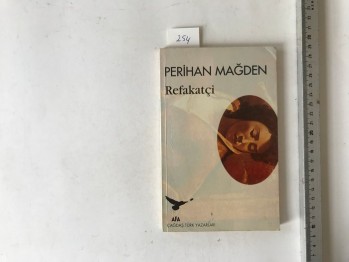 254
PERİHAN MAĞDEN
Refakatçi
AFA
ÇAĞDAŞ TÜRK YAZARLARI